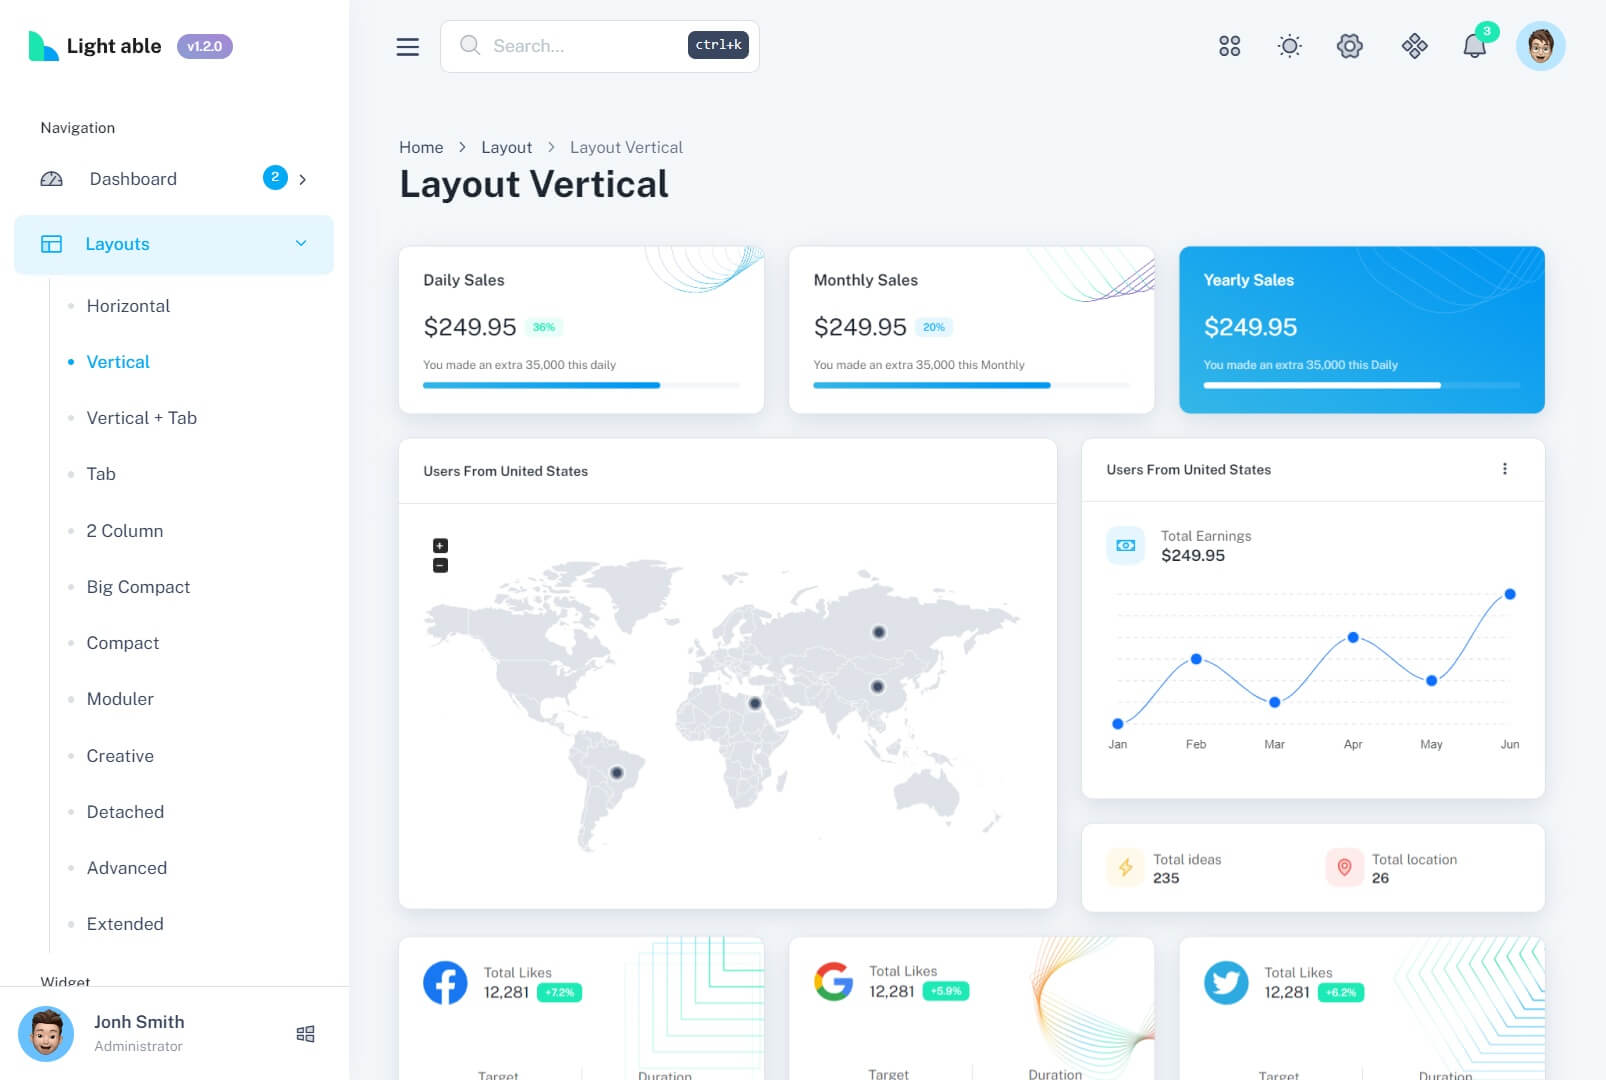 Light able v1.2.0
Search... ctrl+k
3
Navigation
Dashboard 2
Layouts
Horizontal
Vertical
Vertical + Tab
Tab
2 Column
Big Compact
Compact
Moduler
Creative
Detached
Advanced
Extended
Widget
Jonh Smith
Administrator
Home > Layout > Layout Vertical
Layout Vertical
Daily Sales
$249.95 36%
You made an extra 35,000 this daily
Monthly Sales
$249.95 20%
You made an extra 35,000 this Monthly
Yearly Sales
$249.95
You made an extra 35,000 this Daily
Users From United States
+
−
Users From United States
Total Earnings
$249.95
Jan Feb Mar Apr May Jun
Total ideas
235
Total location
26
Total Likes
12,281 +7.2%
Target Duration
Total Likes
12,281 +5.9%
Target Duration
Total Likes
12,281 +6.2%
Target Duration